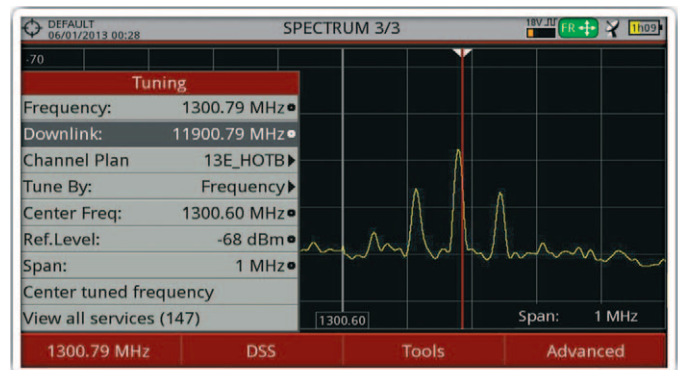 DEFAULT
06/01/2013 00:28
SPECTRUM 3/3
18V
FR
1h09
-70
Tuning
Frequency: 1300.79 MHz
Downlink: 11900.79 MHz
Channel Plan 13E_HOTB
Tune By: Frequency
Center Freq: 1300.60 MHz
Ref.Level: -68 dBm
Span: 1 MHz
Center tuned frequency
View all services (147)
1300.60
Span: 1 MHz
1300.79 MHz
DSS
Tools
Advanced